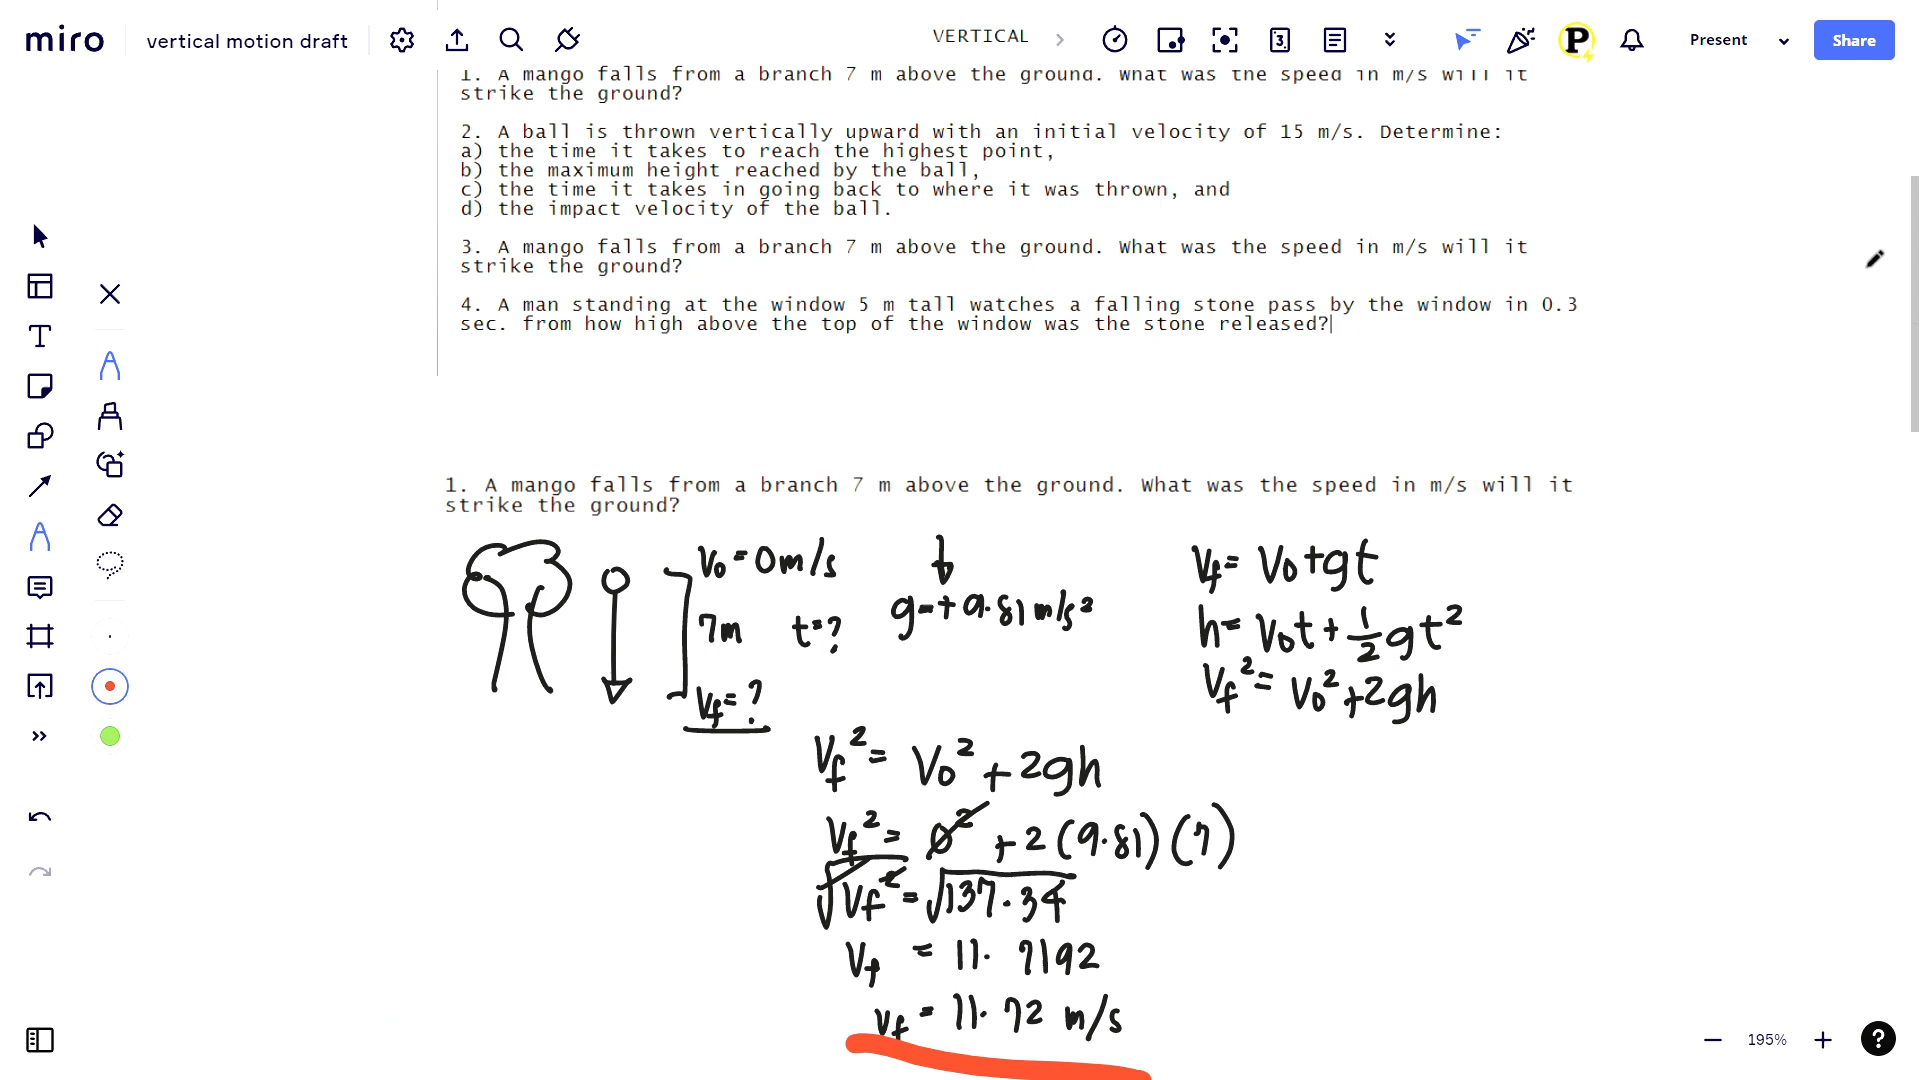 miro
vertical motion draft
VERTICAL
3
P
Present
Share
1. A mango falls from a branch 7 m above the ground. What was the speed in m/s will it
strike the ground?
2. A ball is thrown vertically upward with an initial velocity of 15 m/s. Determine:
a) the time it takes to reach the highest point,
b) the maximum height reached by the ball,
c) the time it takes in going back to where it was thrown, and
d) the impact velocity of the ball.
3. A mango falls from a branch 7 m above the ground. What was the speed in m/s will it
strike the ground?
4. A man standing at the window 5 m tall watches a falling stone pass by the window in 0.3
sec. from how high above the top of the window was the stone released?
1. A mango falls from a branch 7 m above the ground. What was the speed in m/s will it
strike the ground?
V₀ = 0 m/s
7m t=?
Vf = ?
g=+9.81 m/s²
Vf = V₀+gt
h= V₀t + 1/2 gt²
Vf² = V₀² + 2gh
Vf² = V₀² + 2gh
Vf² = 0² + 2 (9.81) (7)
√Vf² = √137.34
Vf = 11.7192
Vf = 11.72 m/s
195%
?